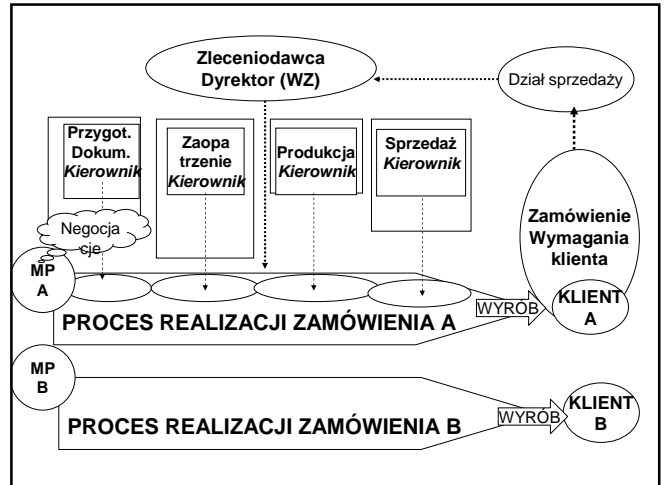 Zleceniodawca
Dyrektor (WZ)
Dział sprzedaży
Przygot.
Dokum.
Kierownik
Zaopa
trzenie
Kierownik
Produkcja
Kierownik
Sprzedaż
Kierownik
Negocja
cje
Zamówienie
Wymagania
klienta
MP
A
PROCES REALIZACJI ZAMÓWIENIA A
WYRÓB
KLIENT
A
MP
B
PROCES REALIZACJI ZAMÓWIENIA B
WYRÓB
KLIENT
B